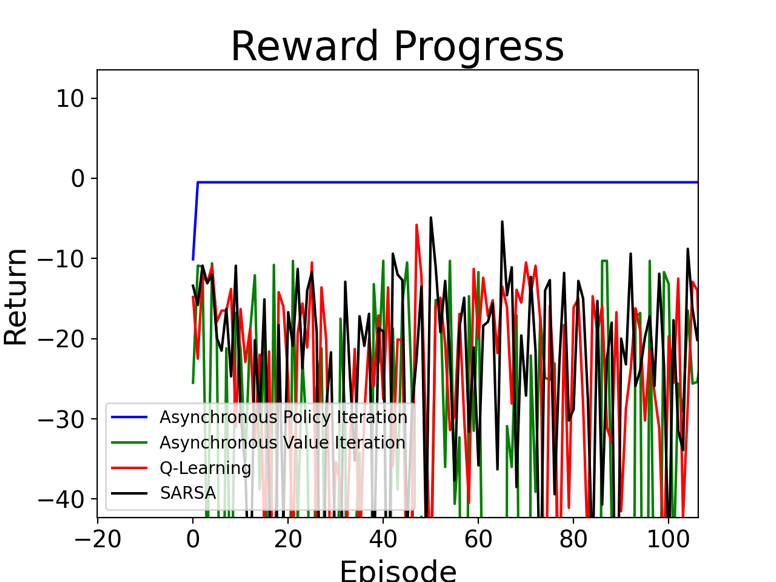 Reward Progress
10
0
−10
−20
−30
−40
Return
Asynchronous Policy Iteration
Asynchronous Value Iteration
Q-Learning
SARSA
−20 0 20 40 60 80 100
Episode